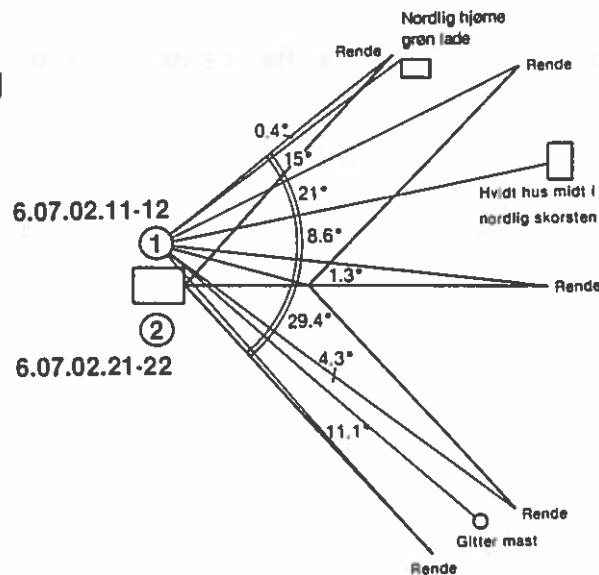 Nordlig hjørne
grøn lade
Rende
Rende
0.4°
15°
21°
Hvidt hus midt i
nordlig skorsten
6.07.02.11-12
1
8.6°
1.3°
Rende
2
29.4°
6.07.02.21-22
4.3°
11.1°
Rende
Gitter mast
Rende